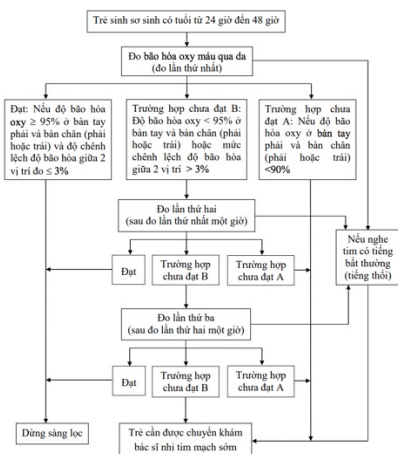 Trẻ sinh sơ sinh có tuổi từ 24 giờ đến 48 giờ
Đo bão hòa oxy máu qua da
(đo lần thứ nhất)
Đạt: Nếu độ bão hòa
oxy ≥ 95% ở bàn tay
phải và bàn chân (phải
hoặc trái) và độ chênh
lệch độ bão hòa giữa 2
vị trí đo ≤ 3%
Trường hợp chưa đạt B:
Độ bão hòa oxy < 95% ở
bàn tay và bàn chân (phải
hoặc trái) hoặc mức
chênh lệch độ bão hòa
giữa 2 vị trí > 3%
Trường hợp chưa
đạt A: Nếu độ bão
hòa oxy ở bàn tay
phải và bàn chân
(phải hoặc trái)
<90%
Đo lần thứ hai
(sau đo lần thứ nhất một giờ)
Nếu nghe
tim có tiếng
bất thường
(tiếng thổi)
Đạt
Trường hợp
chưa đạt B
Trường hợp
chưa đạt A
Đo lần thứ ba
(sau đo lần thứ hai một giờ)
Đạt
Trường hợp
chưa đạt B
Trường hợp
chưa đạt A
Dừng sàng lọc
Trẻ cần được chuyển khám
bác sĩ nhi tim mạch sớm